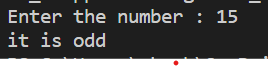 Enter the number : 15
it is odd